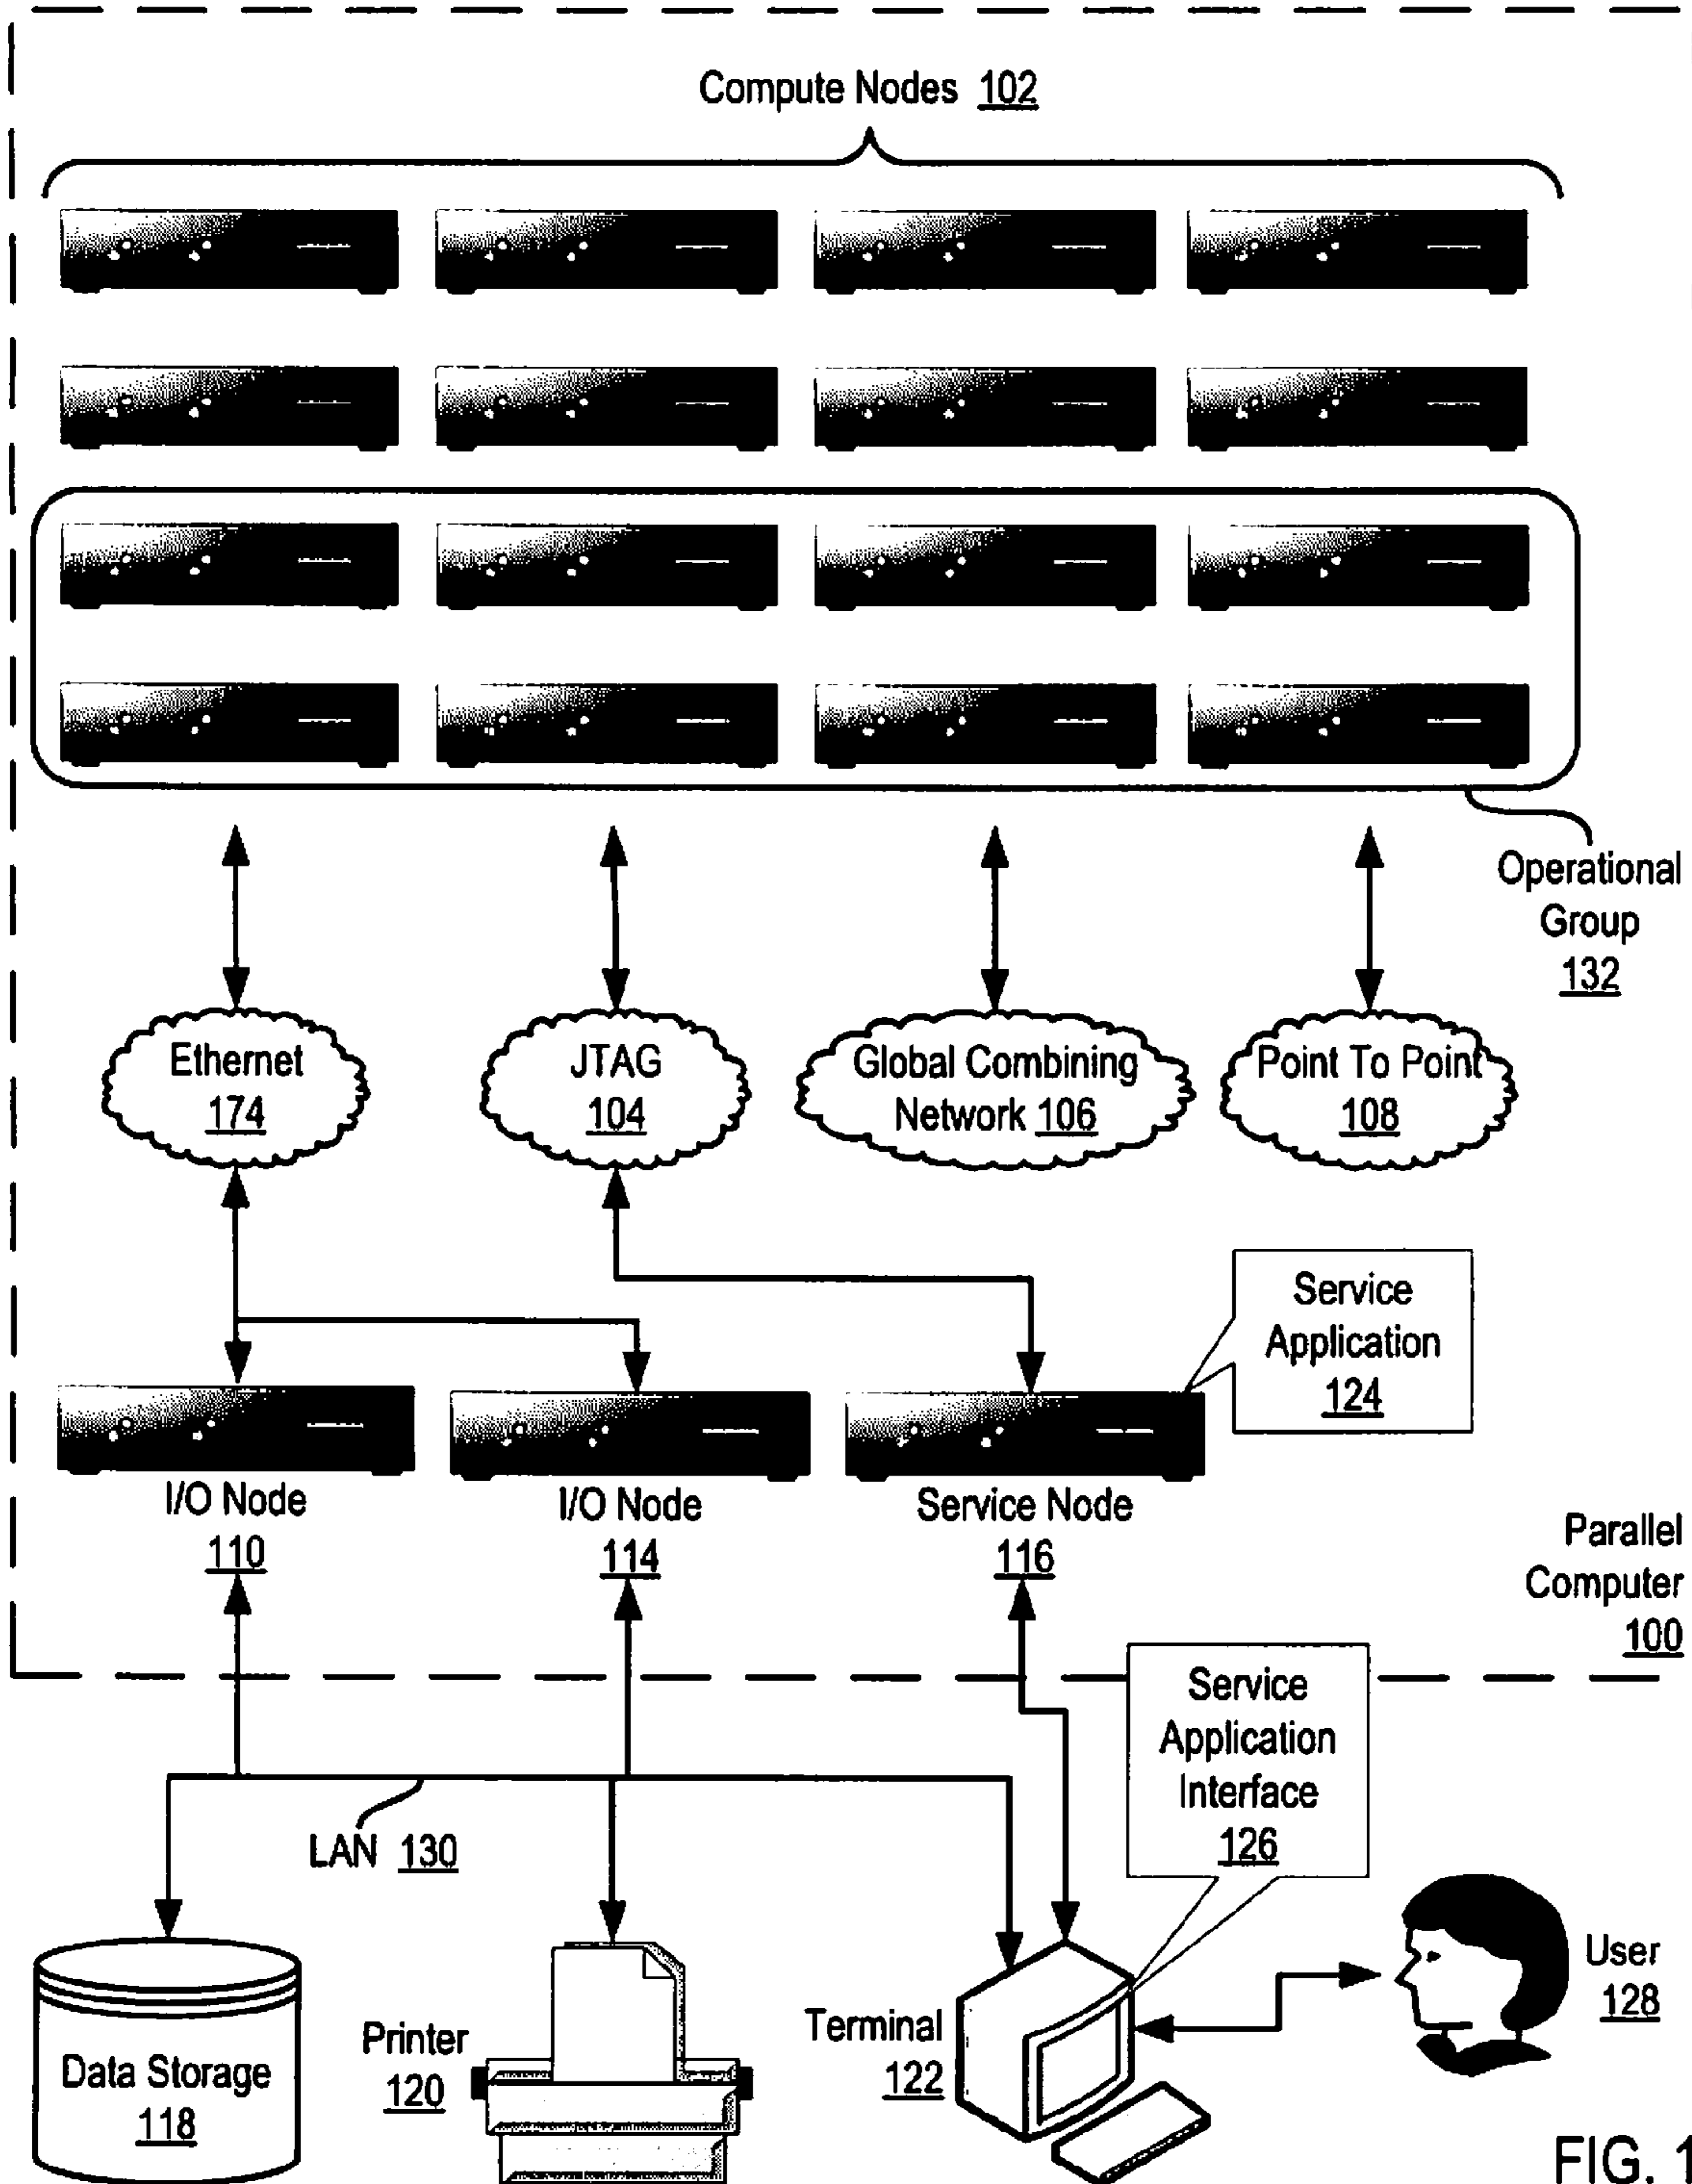 Compute Nodes 102
Operational
Group
132
Ethernet
174
JTAG
104
Global Combining
Network 106
Point To Point
108
Service
Application
124
I/O Node
110
I/O Node
114
Service Node
116
Parallel
Computer
100
Service
Application
Interface
126
LAN 130
Data Storage
118
Printer
120
Terminal
122
User
128
FIG. 1